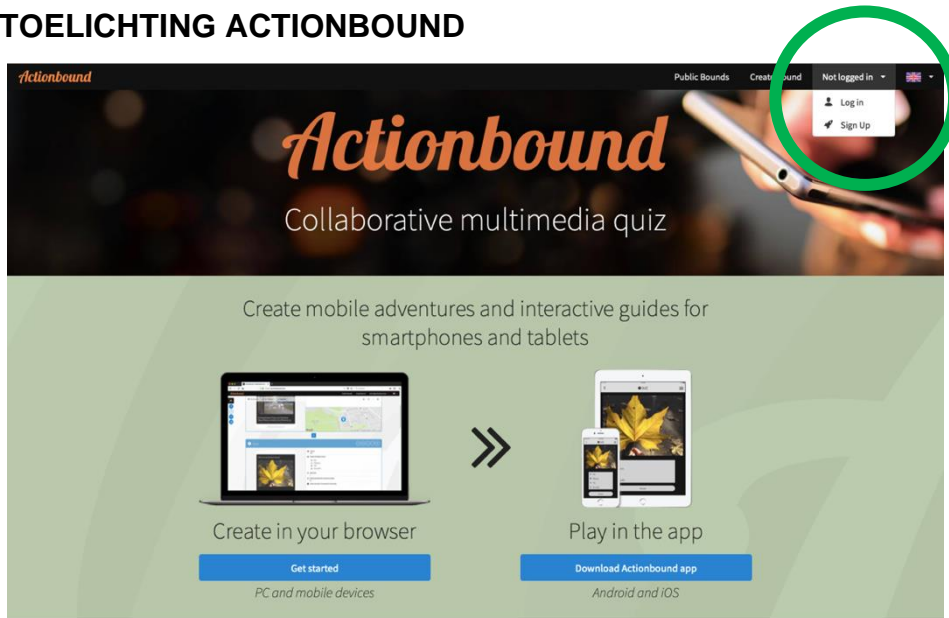 TOELICHTING ACTIONBOUND
Actionbound
Public Bounds
Not logged in
Log in
Sign Up
Actionbound
Collaborative multimedia quiz
Create mobile adventures and interactive guides for
smartphones and tablets
Create in your browser
Play in the app
Get started
Download Actionbound app
PC and mobile devices
Android and iOS